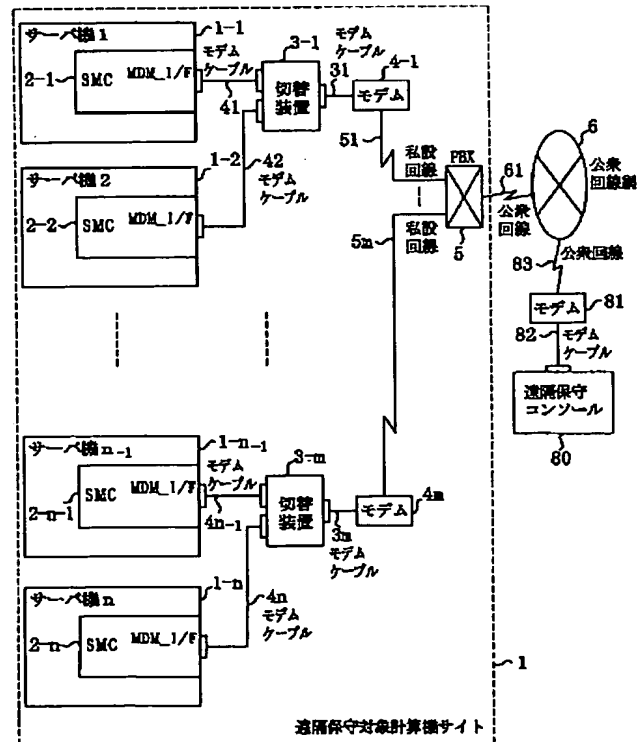 サーバ機1
1-1
2-1
SMC
MDM_I/F
モデム
ケーブル
41
3-1
切替
装置
31
モデム
ケーブル
4-1
モデム
51
サーバ機2
1-2
2-2
SMC
MDM_I/F
42
モデム
ケーブル
私設
回線
PBX
5
私設
回線
5m
61
公衆
回線
6
公衆
回線網
83
公衆回線
モデム
81
82
モデム
ケーブル
遠隔保守
コンソール
80
サーバ機n-1
1-n-1
2-n-1
SMC
MDM_I/F
モデム
ケーブル
4n-1
3-m
切替
装置
3m
モデム
ケーブル
モデム
4m
サーバ機n
1-n
2-n
SMC
MDM_I/F
4n
モデム
ケーブル
1
遠隔保守対象計算機サイト